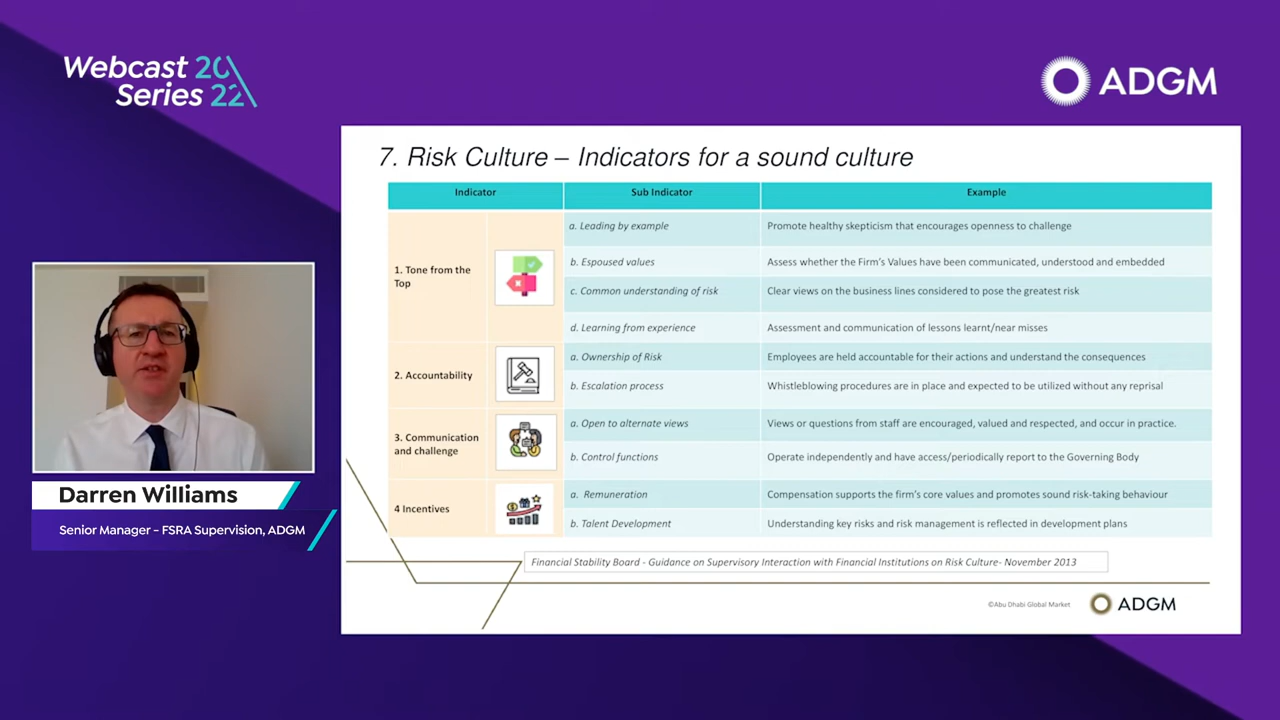 Webcast 20
Series 22
ADGM
7. Risk Culture – Indicators for a sound culture
Indicator
Sub Indicator
Example
1. Tone from the
Top
a. Leading by example
Promote healthy skepticism that encourages openness to challenge
b. Espoused values
Assess whether the Firm's Values have been communicated, understood and embedded
c. Common understanding of risk
Clear views on the business lines considered to pose the greatest risk
d. Learning from experience
Assessment and communication of lessons learnt/near misses
2. Accountability
a. Ownership of Risk
Employees are held accountable for their actions and understand the consequences
b. Escalation process
Whistleblowing procedures are in place and expected to be utilized without any reprisal
3. Communication
and challenge
a. Open to alternate views
Views or questions from staff are encouraged, valued and respected, and occur in practice.
b. Control functions
Operate independently and have access/periodically report to the Governing Body
4 Incentives
a. Remuneration
Compensation supports the firm's core values and promotes sound risk-taking behaviour
b. Talent Development
Understanding key risks and risk management is reflected in development plans
Financial Stability Board - Guidance on Supervisory Interaction with Financial Institutions on Risk Culture- November 2013
©Abu Dhabi Global Market
ADGM
Darren Williams
Senior Manager – FSRA Supervision, ADGM